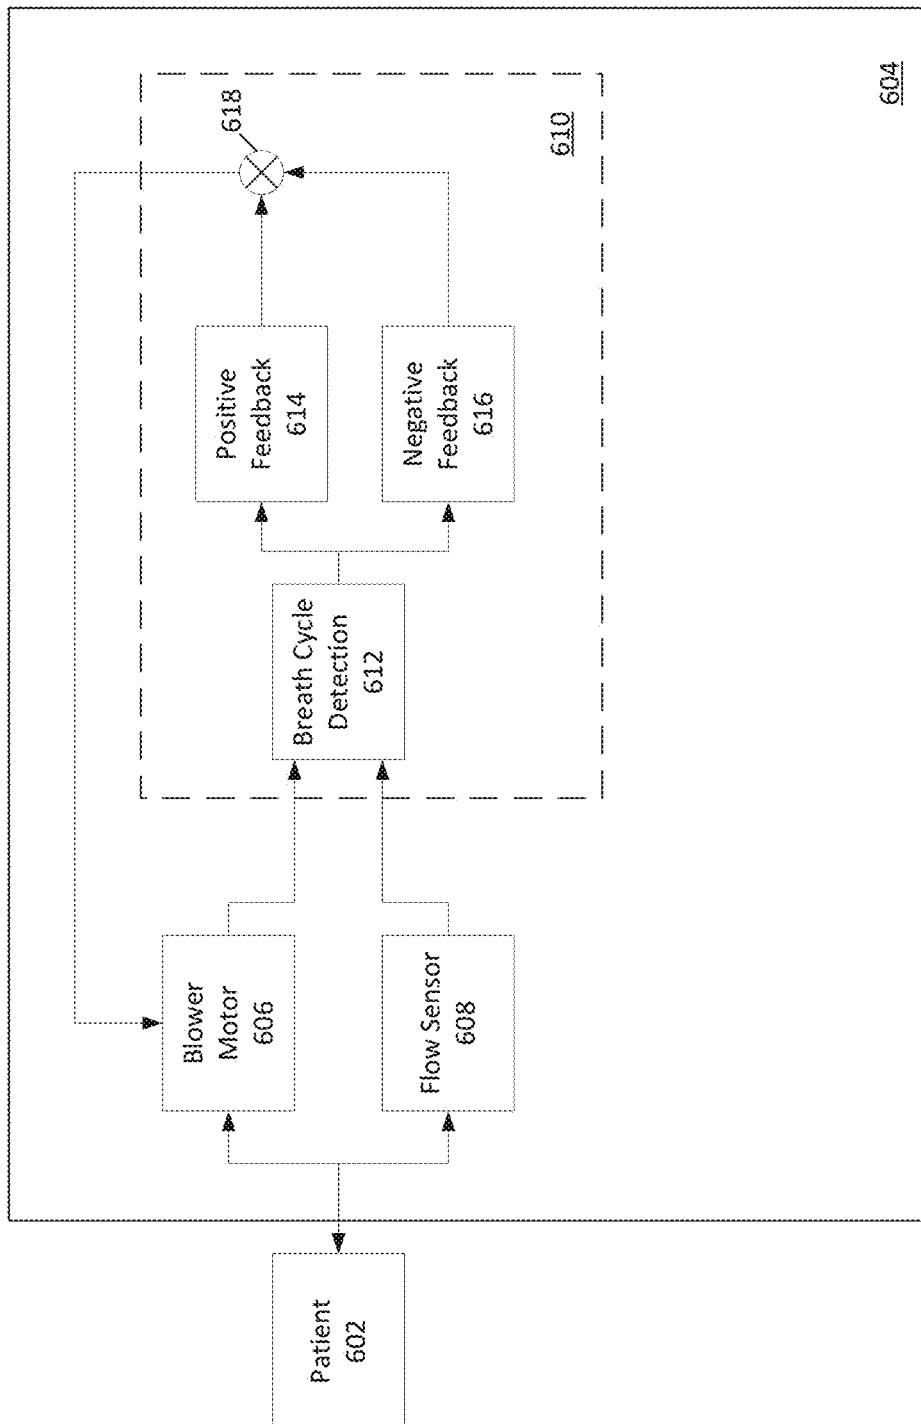 Patient
602
Blower
Motor
606
Flow Sensor
608
Breath Cycle
Detection
612
Positive
Feedback
614
Negative
Feedback
616
618
610
604